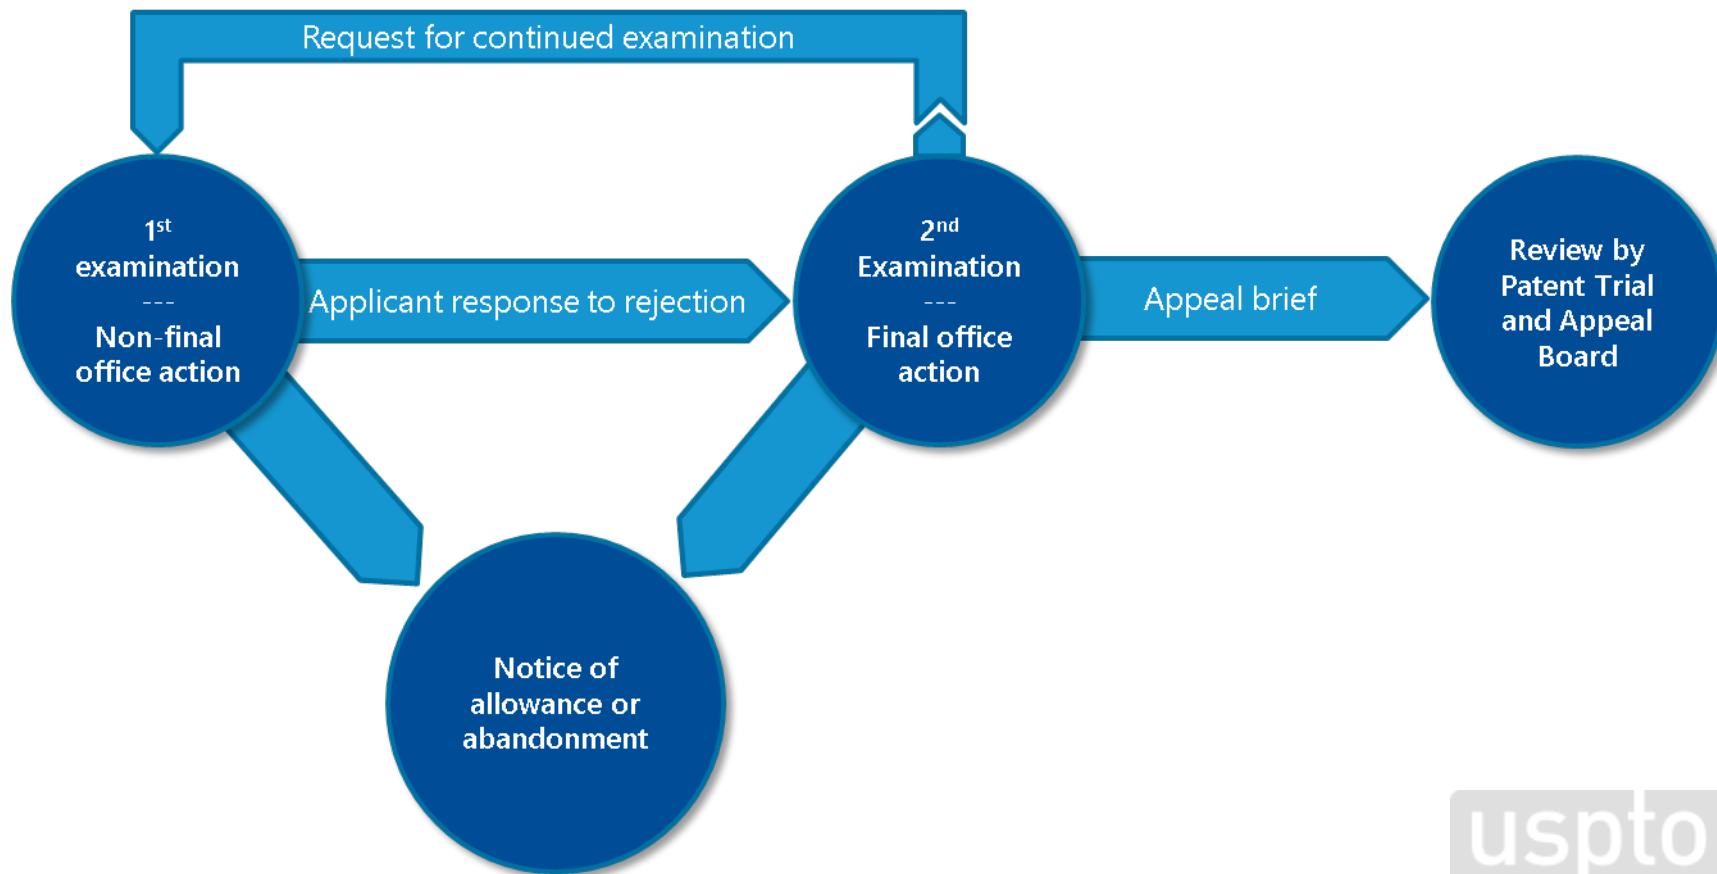 Request for continued examination
1st
examination
---
Non-final
office action
Applicant response to rejection
2nd
Examination
---
Final office
action
Appeal brief
Review by
Patent Trial
and Appeal
Board
Notice of
allowance or
abandonment
uspto